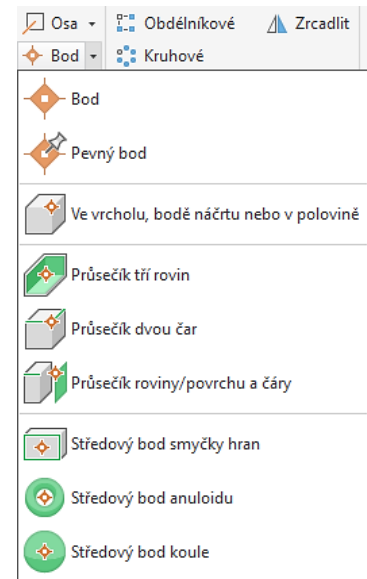 Osa Obdélníkové Zrcadlit
Bod Kruhové
Bod
Pevný bod
Ve vrcholu, bodě náčrtu nebo v polovině
Průsečík tří rovin
Průsečík dvou čar
Průsečík roviny/povrchu a čáry
Středový bod smyčky hran
Středový bod anuloidu
Středový bod koule